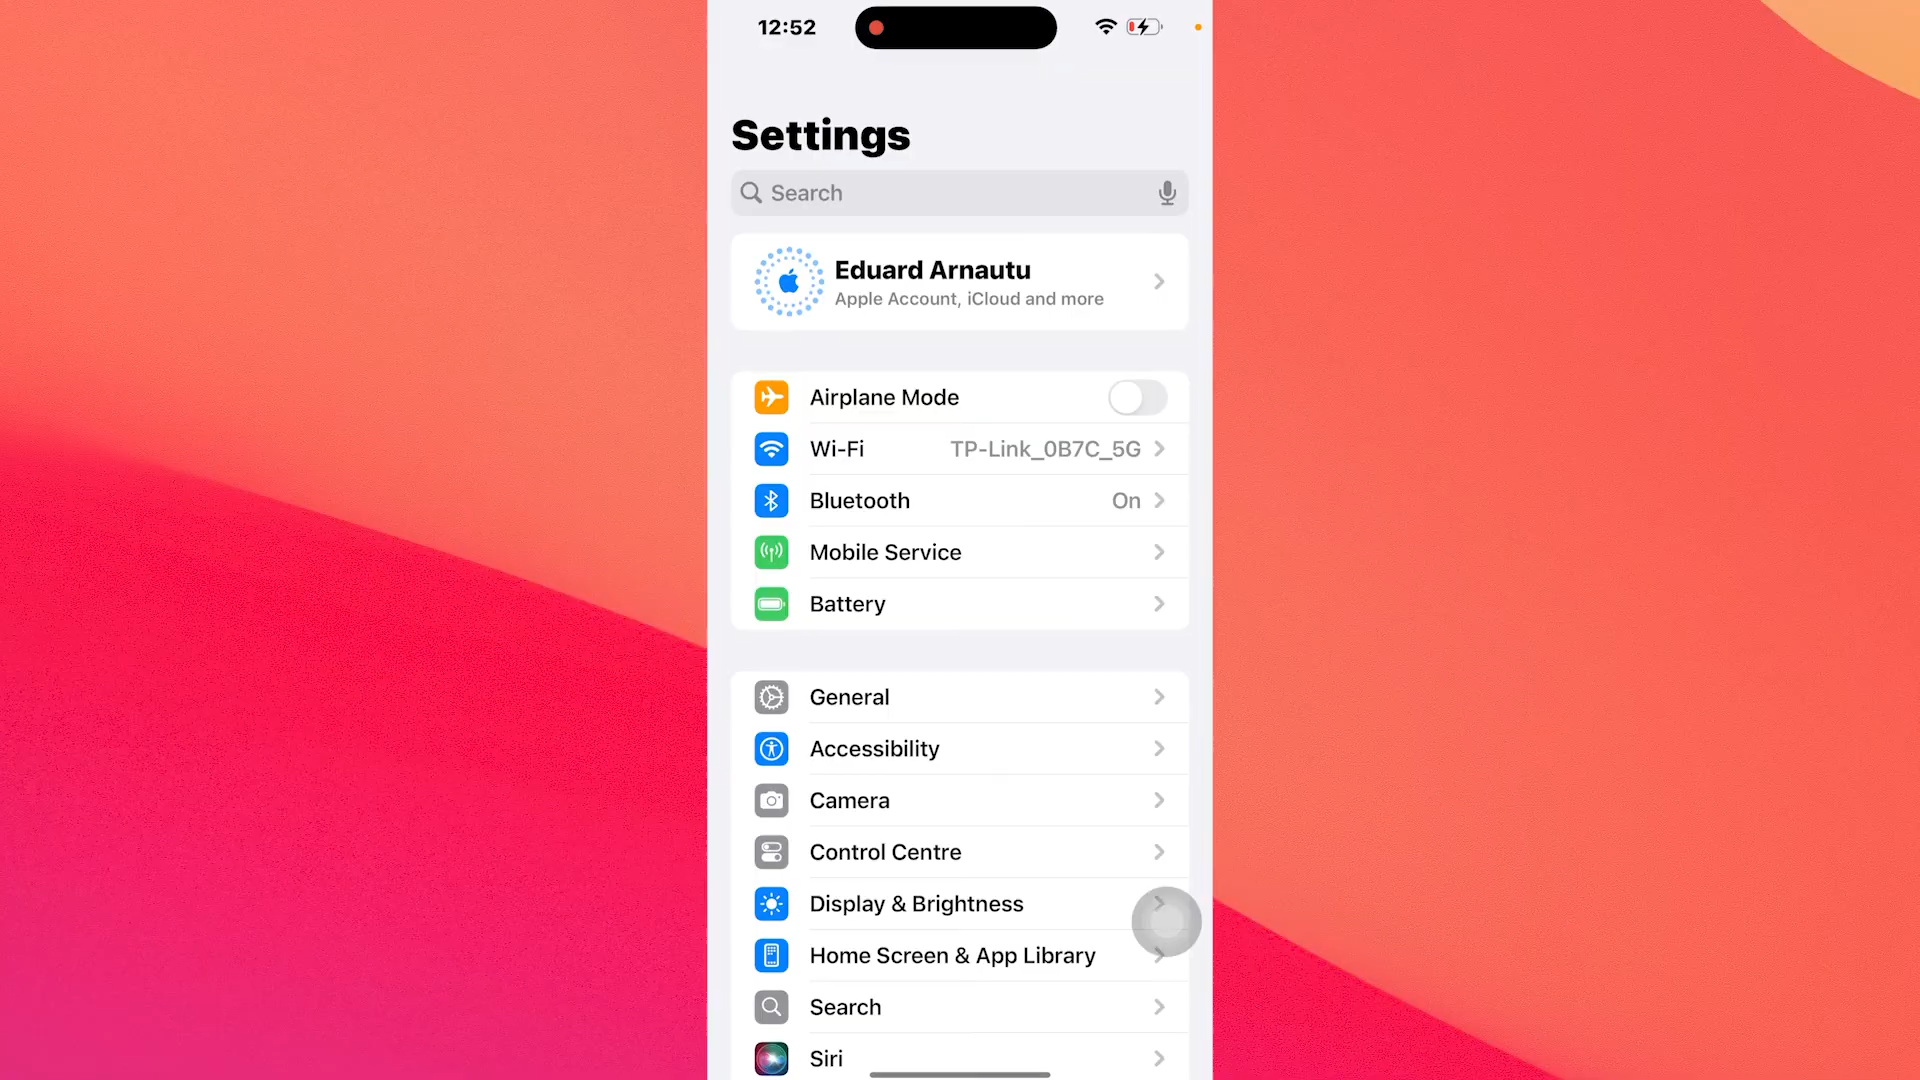 12:52
Settings
Search
Eduard Arnautu
Apple Account, iCloud and more
Airplane Mode
Wi-Fi TP-Link_0B7C_5G
Bluetooth On
Mobile Service
Battery
General
Accessibility
Camera
Control Centre
Display & Brightness
Home Screen & App Library
Search
Siri